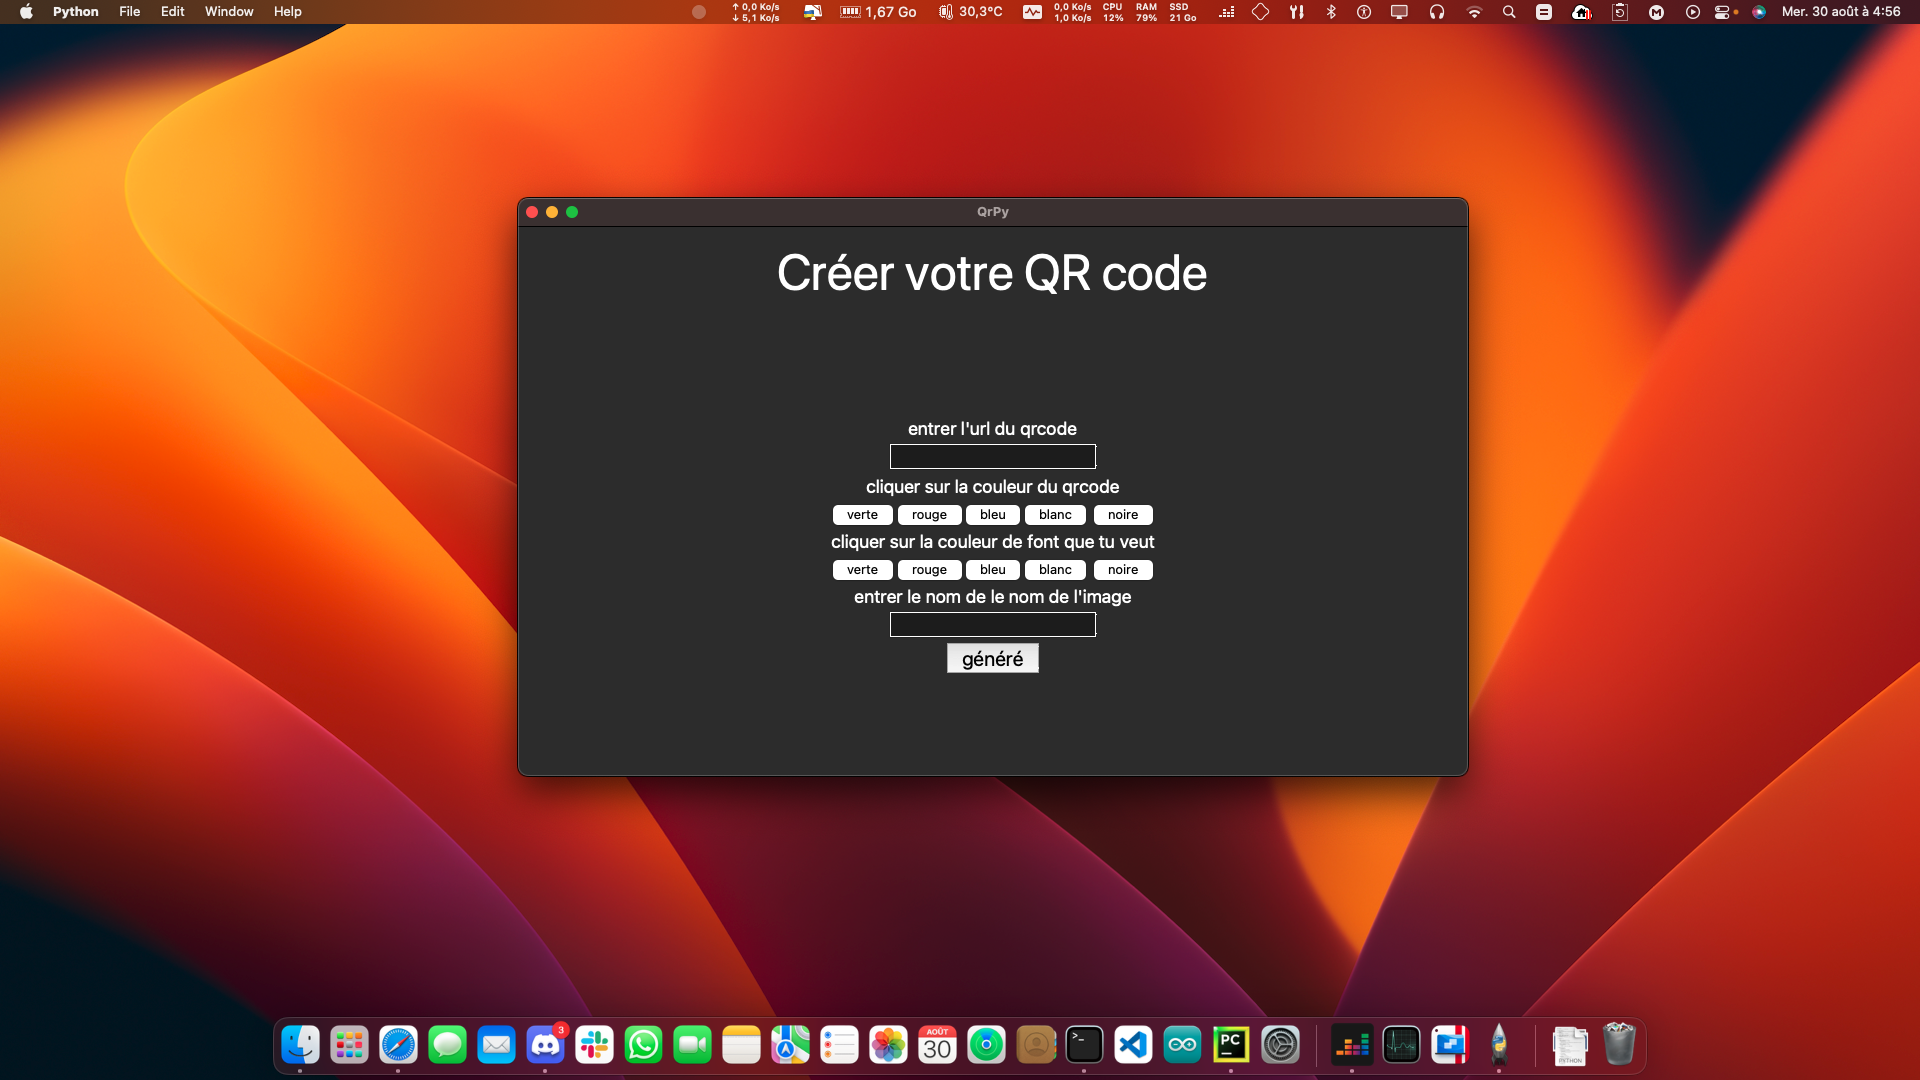 Python File Edit Window Help
↑ 0,0 Ko/s
↓ 5,1 Ko/s
1,67 Go
30,3°C
0,0 Ko/s
1,0 Ko/s
CPU
12%
RAM
79%
SSD
21 Go
Mer. 30 août à 4:56
QrPy
Créer votre QR code
entrer l'url du qrcode
cliquer sur la couleur du qrcode
verte rouge bleu blanc noire
cliquer sur la couleur de font que tu veut
verte rouge bleu blanc noire
entrer le nom de le nom de l'image
généré
3
AOÛT
30
>_
PC
PYTHON